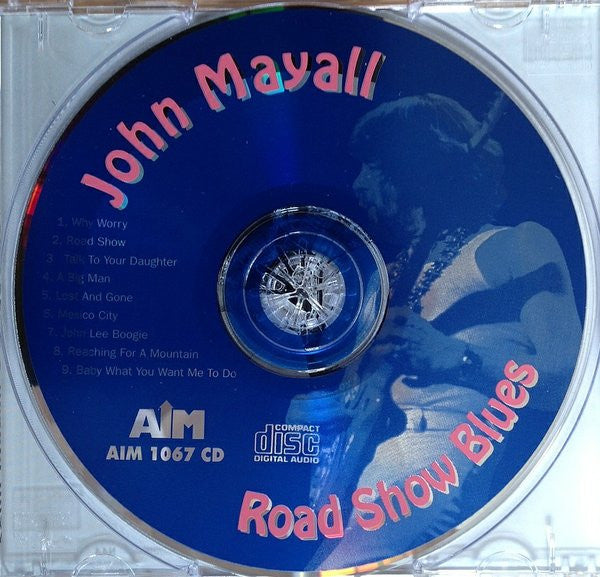 John Mayall
1. Why Worry
2. Road Show
3 Talk To Your Daughter
4. A Big Man
5. Lost And Gone
6. Mexico City
7. John Lee Boogie
8. Reaching For A Mountain
9. Baby What You Want Me To Do
AIM
AIM 1067 CD
COMPACT
disc
DIGITAL AUDIO
Road Show Blues